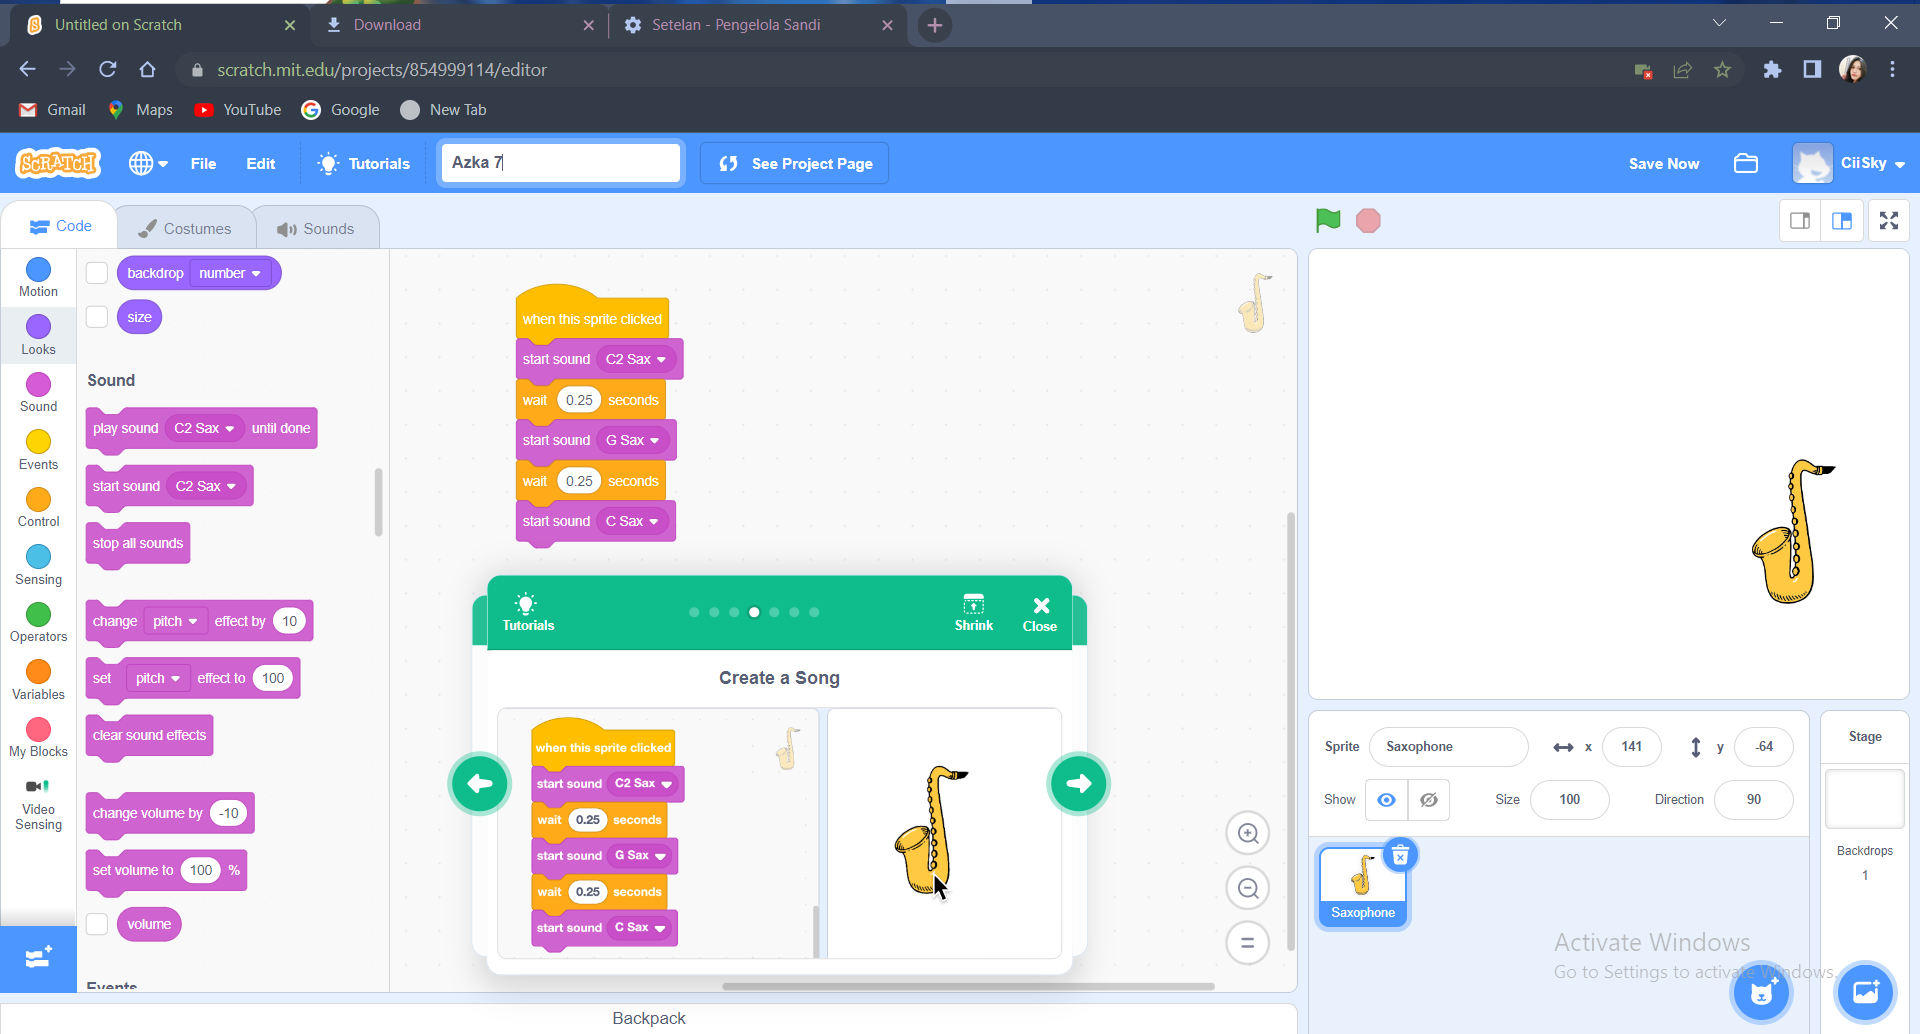 Untitled on Scratch
Download
Setelan - Pengelola Sandi
scratch.mit.edu/projects/854999114/editor
Gmail
Maps
YouTube
Google
New Tab
SCRATCH
File
Edit
Tutorials
Azka 7
See Project Page
Save Now
CiiSky
Code
Costumes
Sounds
Motion
Looks
Sound
Events
Control
Sensing
Operators
Variables
My Blocks
Video
Sensing
backdrop number
size
Sound
play sound C2 Sax until done
start sound C2 Sax
stop all sounds
change pitch effect by 10
set pitch effect to 100
clear sound effects
change volume by -10
set volume to 100 %
volume
Events
when this sprite clicked
start sound C2 Sax
wait 0.25 seconds
start sound G Sax
wait 0.25 seconds
start sound C Sax
Tutorials
Shrink
Close
Create a Song
when this sprite clicked
start sound C2 Sax
wait 0.25 seconds
start sound G Sax
wait 0.25 seconds
start sound C Sax
Backpack
Sprite Saxophone x 141 y -64
Show Size 100 Direction 90
Saxophone
Stage
Backdrops
1
Activate Windows
Go to Settings to activate Windows.